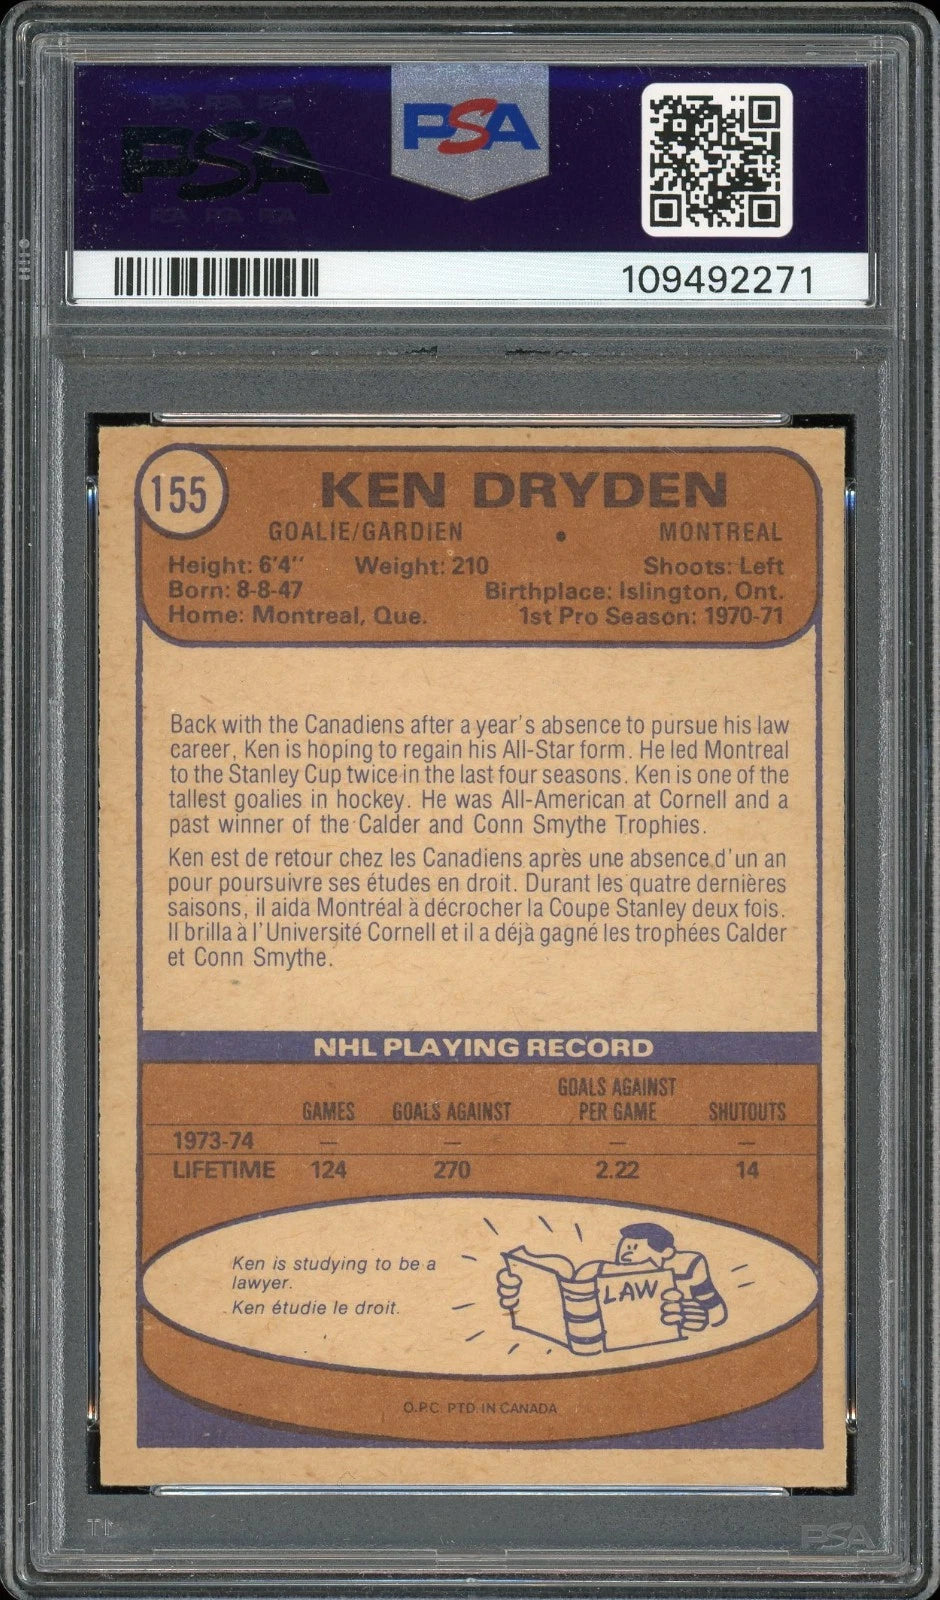 PSA
PSA
109492271
155
KEN DRYDEN
GOALIE/GARDIEN • MONTREAL
Height: 6'4'' Weight: 210 Shoots: Left
Born: 8-8-47 Birthplace: Islington, Ont.
Home: Montreal, Que. 1st Pro Season: 1970-71
Back with the Canadiens after a year's absence to pursue his law
career, Ken is hoping to regain his All-Star form. He led Montreal
to the Stanley Cup twice in the last four seasons. Ken is one of the
tallest goalies in hockey. He was All-American at Cornell and a
past winner of the Calder and Conn Smythe Trophies.
Ken est de retour chez les Canadiens après une absence d'un an
pour poursuivre ses études en droit. Durant les quatre dernières
saisons, il aida Montréal à décrocher la Coupe Stanley deux fois.
Il brilla à l'Université Cornell et il a déjà gagné les trophées Calder
et Conn Smythe.
NHL PLAYING RECORD
GAMES GOALS AGAINST GOALS AGAINST PER GAME SHUTOUTS
1973-74 — — — —
LIFETIME 124 270 2.22 14
Ken is studying to be a
lawyer.
Ken étudie le droit.
LAW
O.P.C. PTD. IN CANADA
PSA